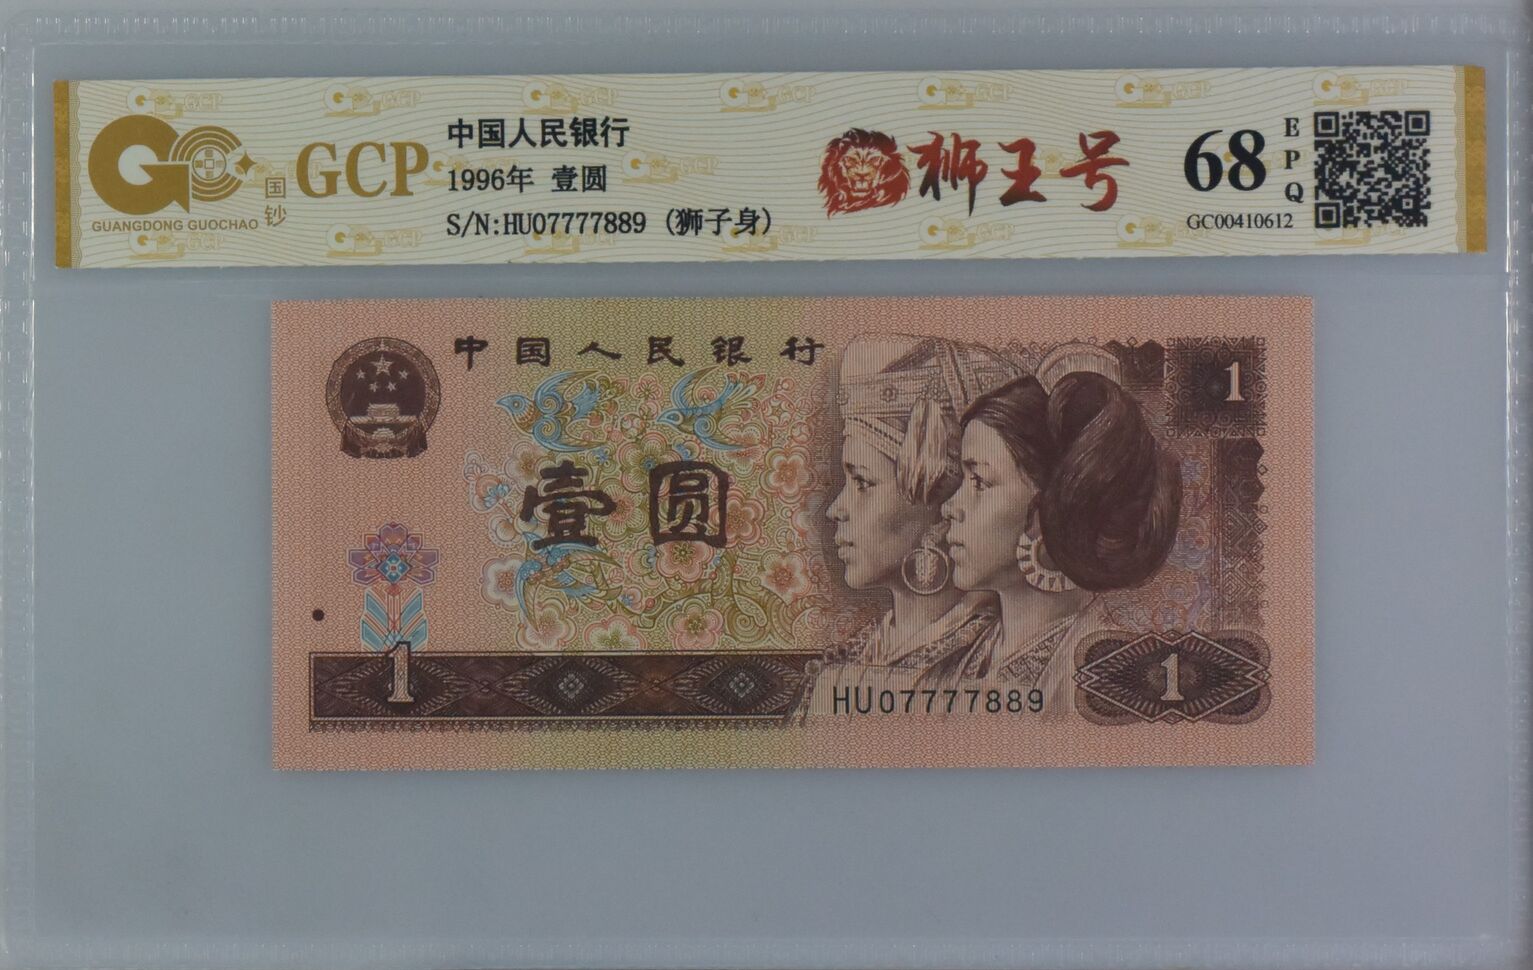 GUANGDONG GUOCHAO
国钞
GCP
中国人民银行
1996年 壹圆
S/N:HU07777889 (狮子身)
狮王号
68
EPQ
GC00410612
中国人民银行
1
壹圆
1
HU07777889
1